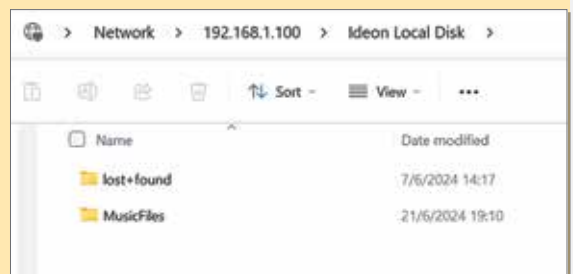 > Network > 192.168.1.100 > Ideon Local Disk >
Sort View ...
Name Date modified
lost+found 7/6/2024 14:17
MusicFiles 21/6/2024 19:10